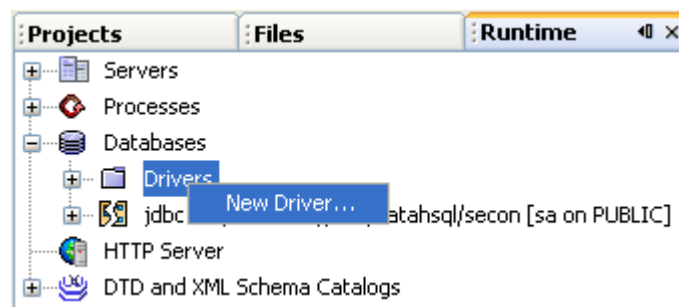 Projects Files Runtime
Servers
Processes
Databases
Drivers
New Driver...
jdbc atahsql/secon [sa on PUBLIC]
HTTP Server
DTD and XML Schema Catalogs